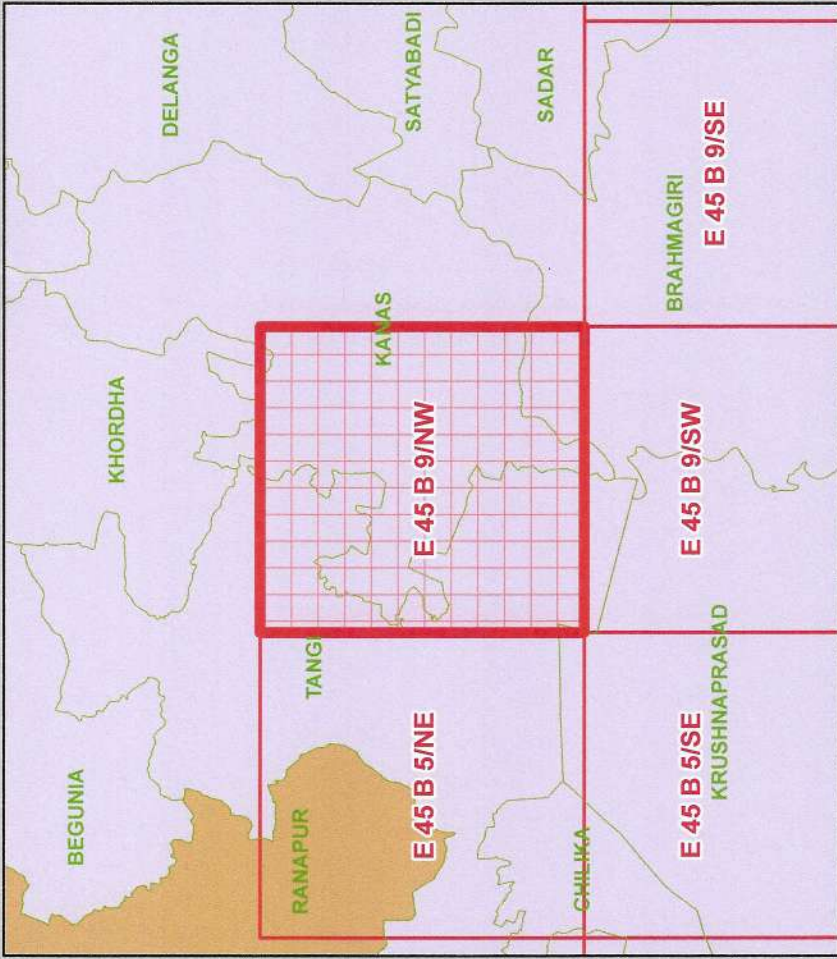 BEGUNIA
KHORDHA
DELANGA
RANAPUR
TANGI
KANAS
SATYABADI
E 45 B 5/NE
E 45 B 9/NW
SADAR
CHILIKA
BRAHMAGIRI
E 45 B 5/SE
E 45 B 9/SW
E 45 B 9/SE
KRUSHNAPRASAD